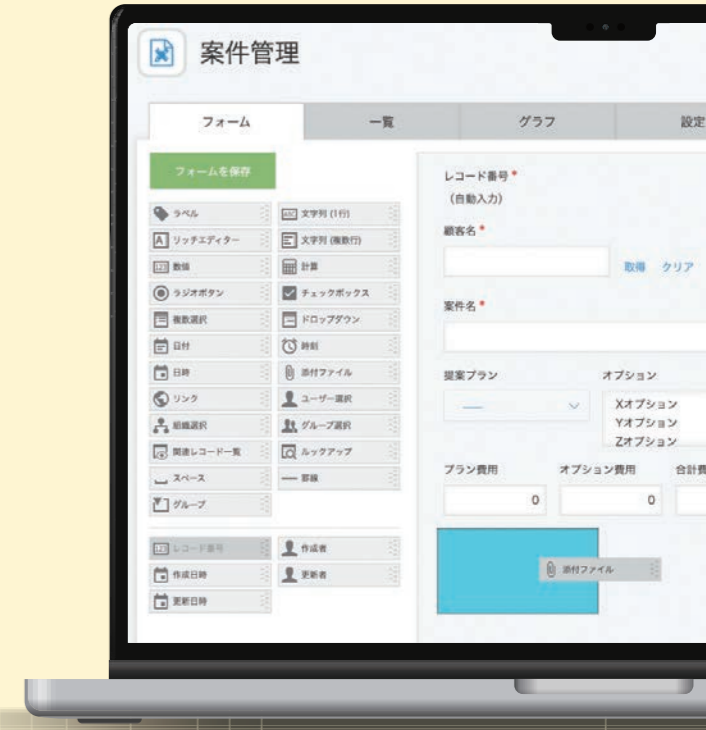 案件管理
フォーム 一覧 グラフ 設定
フォームを保存
ラベル 文字列 (1行)
リッチエディター 文字列 (複数行)
数値 計算
ラジオボタン チェックボックス
複数選択 ドロップダウン
日付 時刻
日時 添付ファイル
リンク ユーザー選択
組織選択 グループ選択
関連レコード一覧 ルックアップ
スペース 罫線
グループ
レコード番号 作成者
作成日時 更新者
更新日時
レコード番号*
(自動入力)
顧客名*
取得 クリア
案件名*
提案プラン オプション
Xオプション
Yオプション
Zオプション
プラン費用 オプション費用 合計費
0 0
添付ファイル